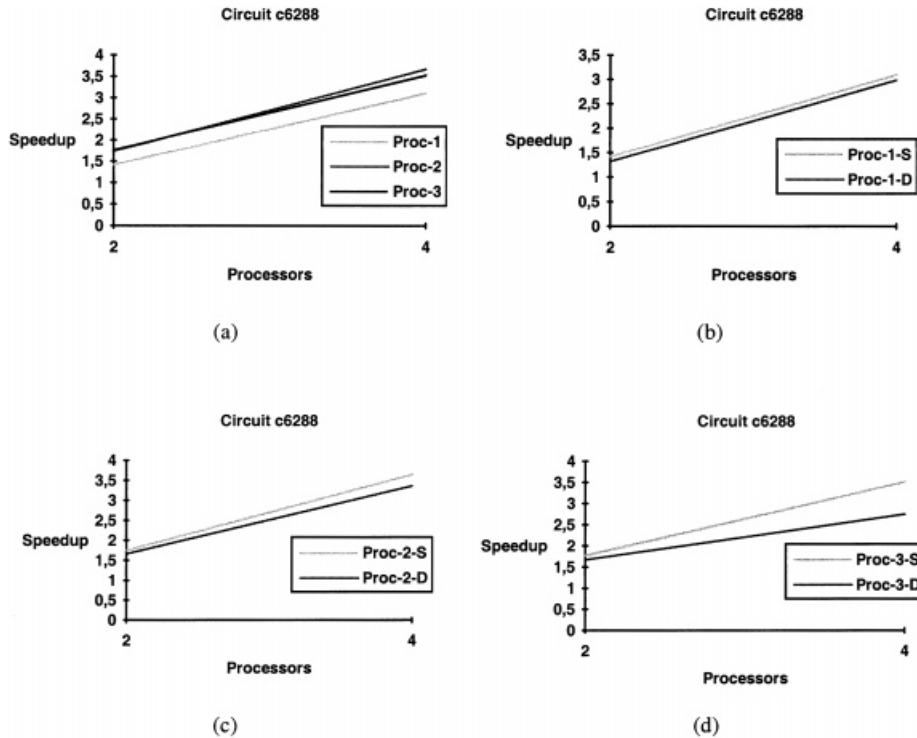 Circuit c6288
4
3,5
3
2,5
Speedup 2
1,5
1
0,5
0
2 4
Processors
Proc-1
Proc-2
Proc-3
(a)
Circuit c6288
3,5
3
2,5
Speedup 2
1,5
1
0,5
0
2 4
Processors
Proc-1-S
Proc-1-D
(b)
Circuit c6288
4
3,5
3
2,5
Speedup 2
1,5
1
0,5
0
2 4
Processors
Proc-2-S
Proc-2-D
(c)
Circuit c6288
4
3,5
3
2,5
Speedup 2
1,5
1
0,5
0
2 4
Processors
Proc-3-S
Proc-3-D
(d)